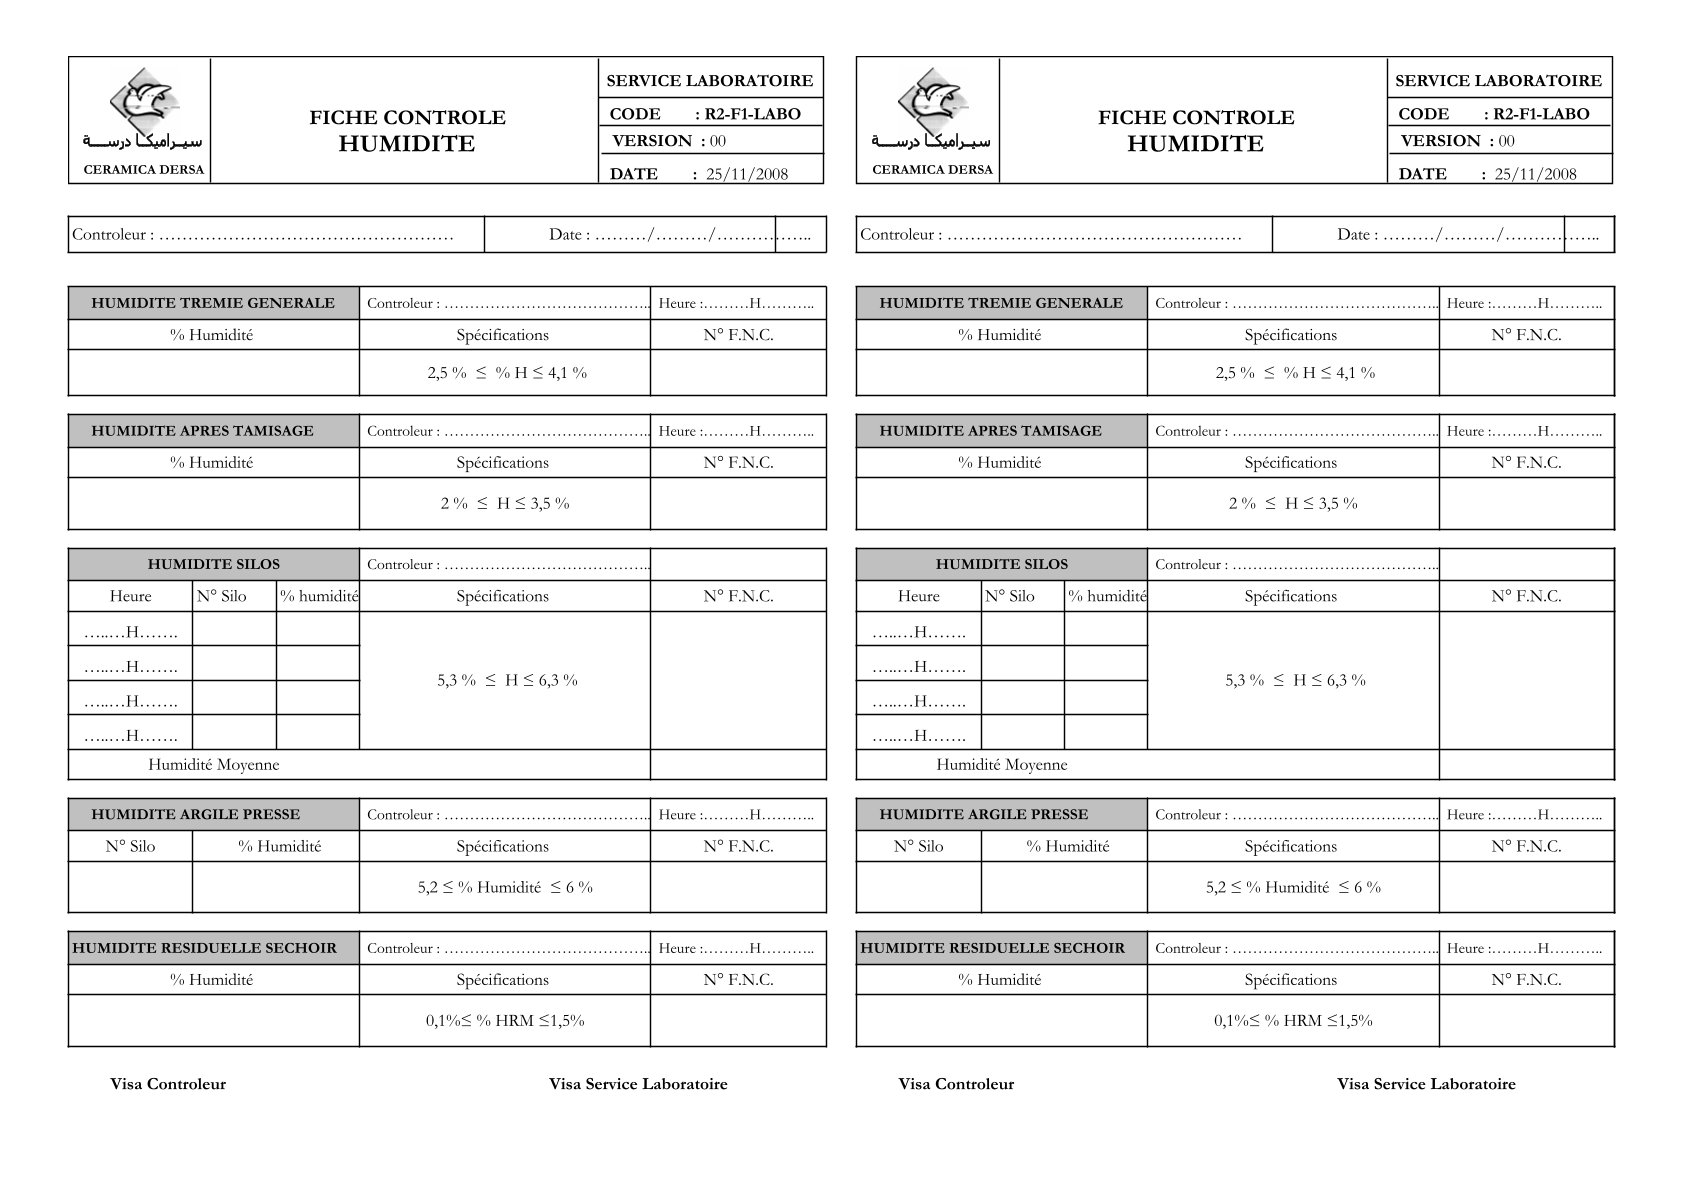 سيراميكا درسة
CERAMICA DERSA
FICHE CONTROLE
HUMIDITE
SERVICE LABORATOIRE
CODE : R2-F1-LABO
VERSION : 00
DATE : 25/11/2008
Controleur : …………………………………………… Date : ………/………/……………..
HUMIDITE TREMIE GENERALE Controleur : ………………………………….. Heure :………H………..
% Humidité Spécifications N° F.N.C.
2,5 % ≤ % H ≤ 4,1 %
HUMIDITE APRES TAMISAGE Controleur : ………………………………….. Heure :………H………..
% Humidité Spécifications N° F.N.C.
2 % ≤ H ≤ 3,5 %
HUMIDITE SILOS Controleur : …………………………………..
Heure N° Silo % humidité Spécifications N° F.N.C.
…..…H…….
…..…H…….
5,3 % ≤ H ≤ 6,3 %
…..…H…….
…..…H…….
Humidité Moyenne
HUMIDITE ARGILE PRESSE Controleur : ………………………………….. Heure :………H………..
N° Silo % Humidité Spécifications N° F.N.C.
5,2 ≤ % Humidité ≤ 6 %
HUMIDITE RESIDUELLE SECHOIR Controleur : ………………………………….. Heure :………H………..
% Humidité Spécifications N° F.N.C.
0,1%≤ % HRM ≤1,5%
Visa Controleur Visa Service Laboratoire
سيراميكا درسة
CERAMICA DERSA
FICHE CONTROLE
HUMIDITE
SERVICE LABORATOIRE
CODE : R2-F1-LABO
VERSION : 00
DATE : 25/11/2008
Controleur : …………………………………………… Date : ………/………/……………..
HUMIDITE TREMIE GENERALE Controleur : ………………………………….. Heure :………H………..
% Humidité Spécifications N° F.N.C.
2,5 % ≤ % H ≤ 4,1 %
HUMIDITE APRES TAMISAGE Controleur : ………………………………….. Heure :………H………..
% Humidité Spécifications N° F.N.C.
2 % ≤ H ≤ 3,5 %
HUMIDITE SILOS Controleur : …………………………………..
Heure N° Silo % humidité Spécifications N° F.N.C.
…..…H…….
…..…H…….
5,3 % ≤ H ≤ 6,3 %
…..…H…….
…..…H…….
Humidité Moyenne
HUMIDITE ARGILE PRESSE Controleur : ………………………………….. Heure :………H………..
N° Silo % Humidité Spécifications N° F.N.C.
5,2 ≤ % Humidité ≤ 6 %
HUMIDITE RESIDUELLE SECHOIR Controleur : ………………………………….. Heure :………H………..
% Humidité Spécifications N° F.N.C.
0,1%≤ % HRM ≤1,5%
Visa Controleur Visa Service Laboratoire